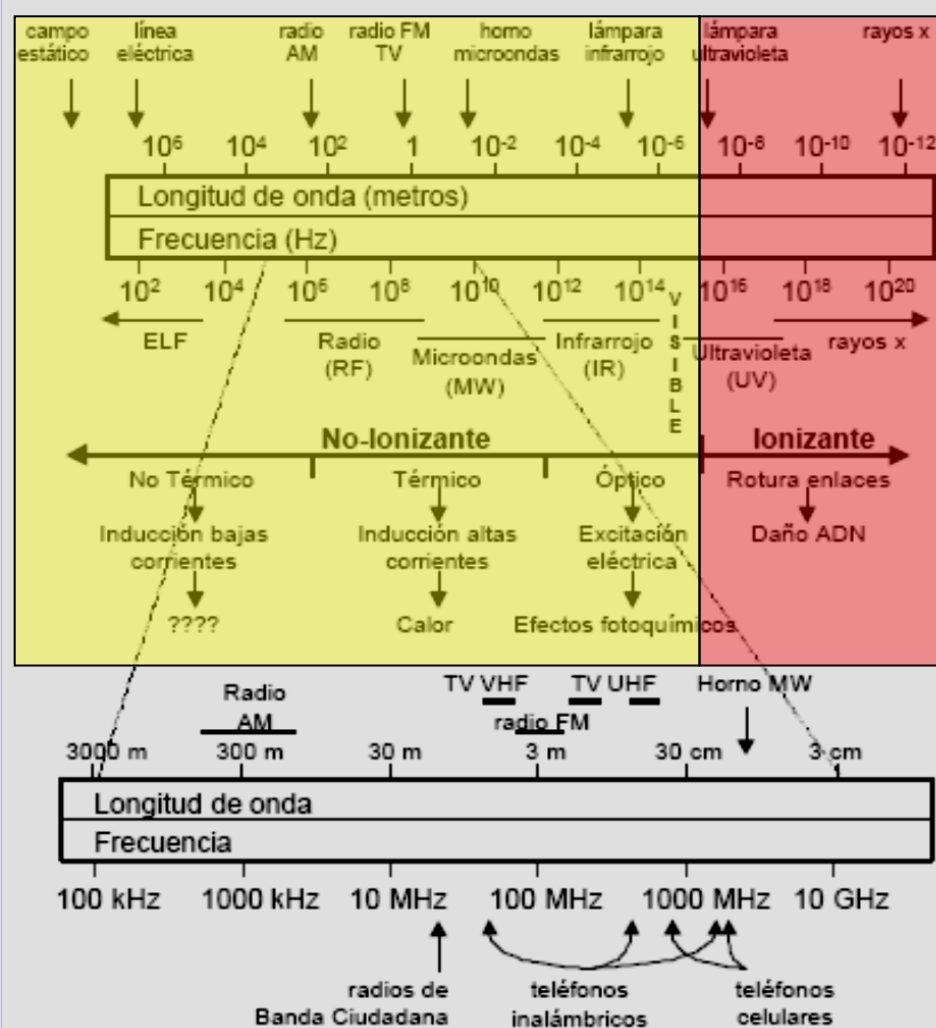 campo línea radio radio FM horno lámpara lámpara rayos x
estático eléctrica AM TV microondas infrarrojo ultravioleta
10⁶ 10⁴ 10² 1 10⁻² 10⁻⁴ 10⁻⁶ 10⁻⁸ 10⁻¹⁰ 10⁻¹²
Longitud de onda (metros)
Frecuencia (Hz)
10² 10⁴ 10⁶ 10⁸ 10¹⁰ 10¹² 10¹⁴ 10¹⁶ 10¹⁸ 10²⁰
VISIBLE
ELF Radio Microondas Infrarrojo Ultravioleta rayos x
(RF) (MW) (IR) (UV)
No-Ionizante Ionizante
No Térmico Térmico Óptico Rotura enlaces
Inducción bajas Inducción altas Excitación Daño ADN
corrientes corrientes eléctrica
???? Calor Efectos fotoquímicos
Radio TV VHF TV UHF Horno MW
AM radio FM
3000 m 300 m 30 m 3 m 30 cm 3 cm
Longitud de onda
Frecuencia
100 kHz 1000 kHz 10 MHz 100 MHz 1000 MHz 10 GHz
radios de teléfonos teléfonos
Banda Ciudadana inalámbricos celulares